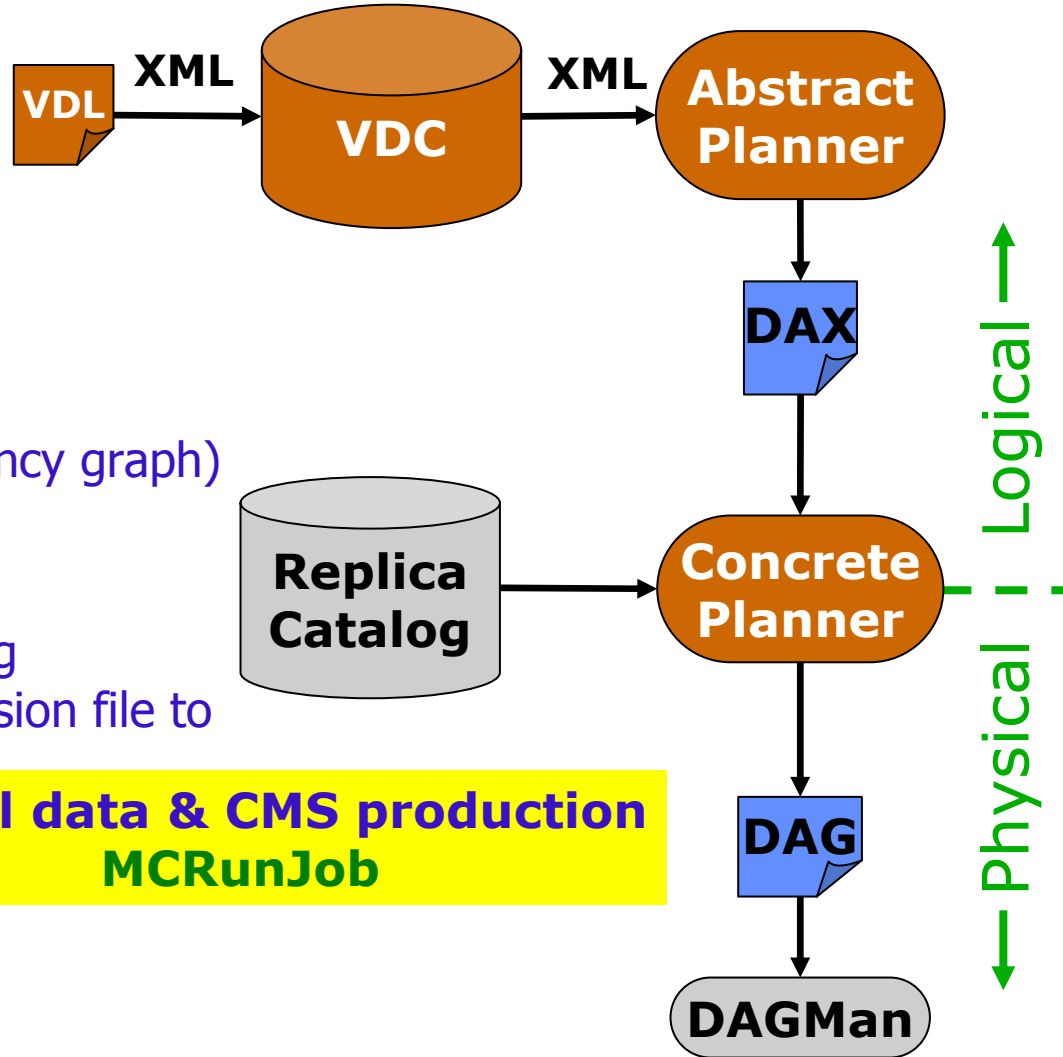 XML
XML
VDL
VDC
Abstract
Planner
DAX
Logical
ncy graph)
Replica
Catalog
Concrete
Planner
g
sion file to
Physical
l data & CMS production
MCRunJob
DAG
DAGMan